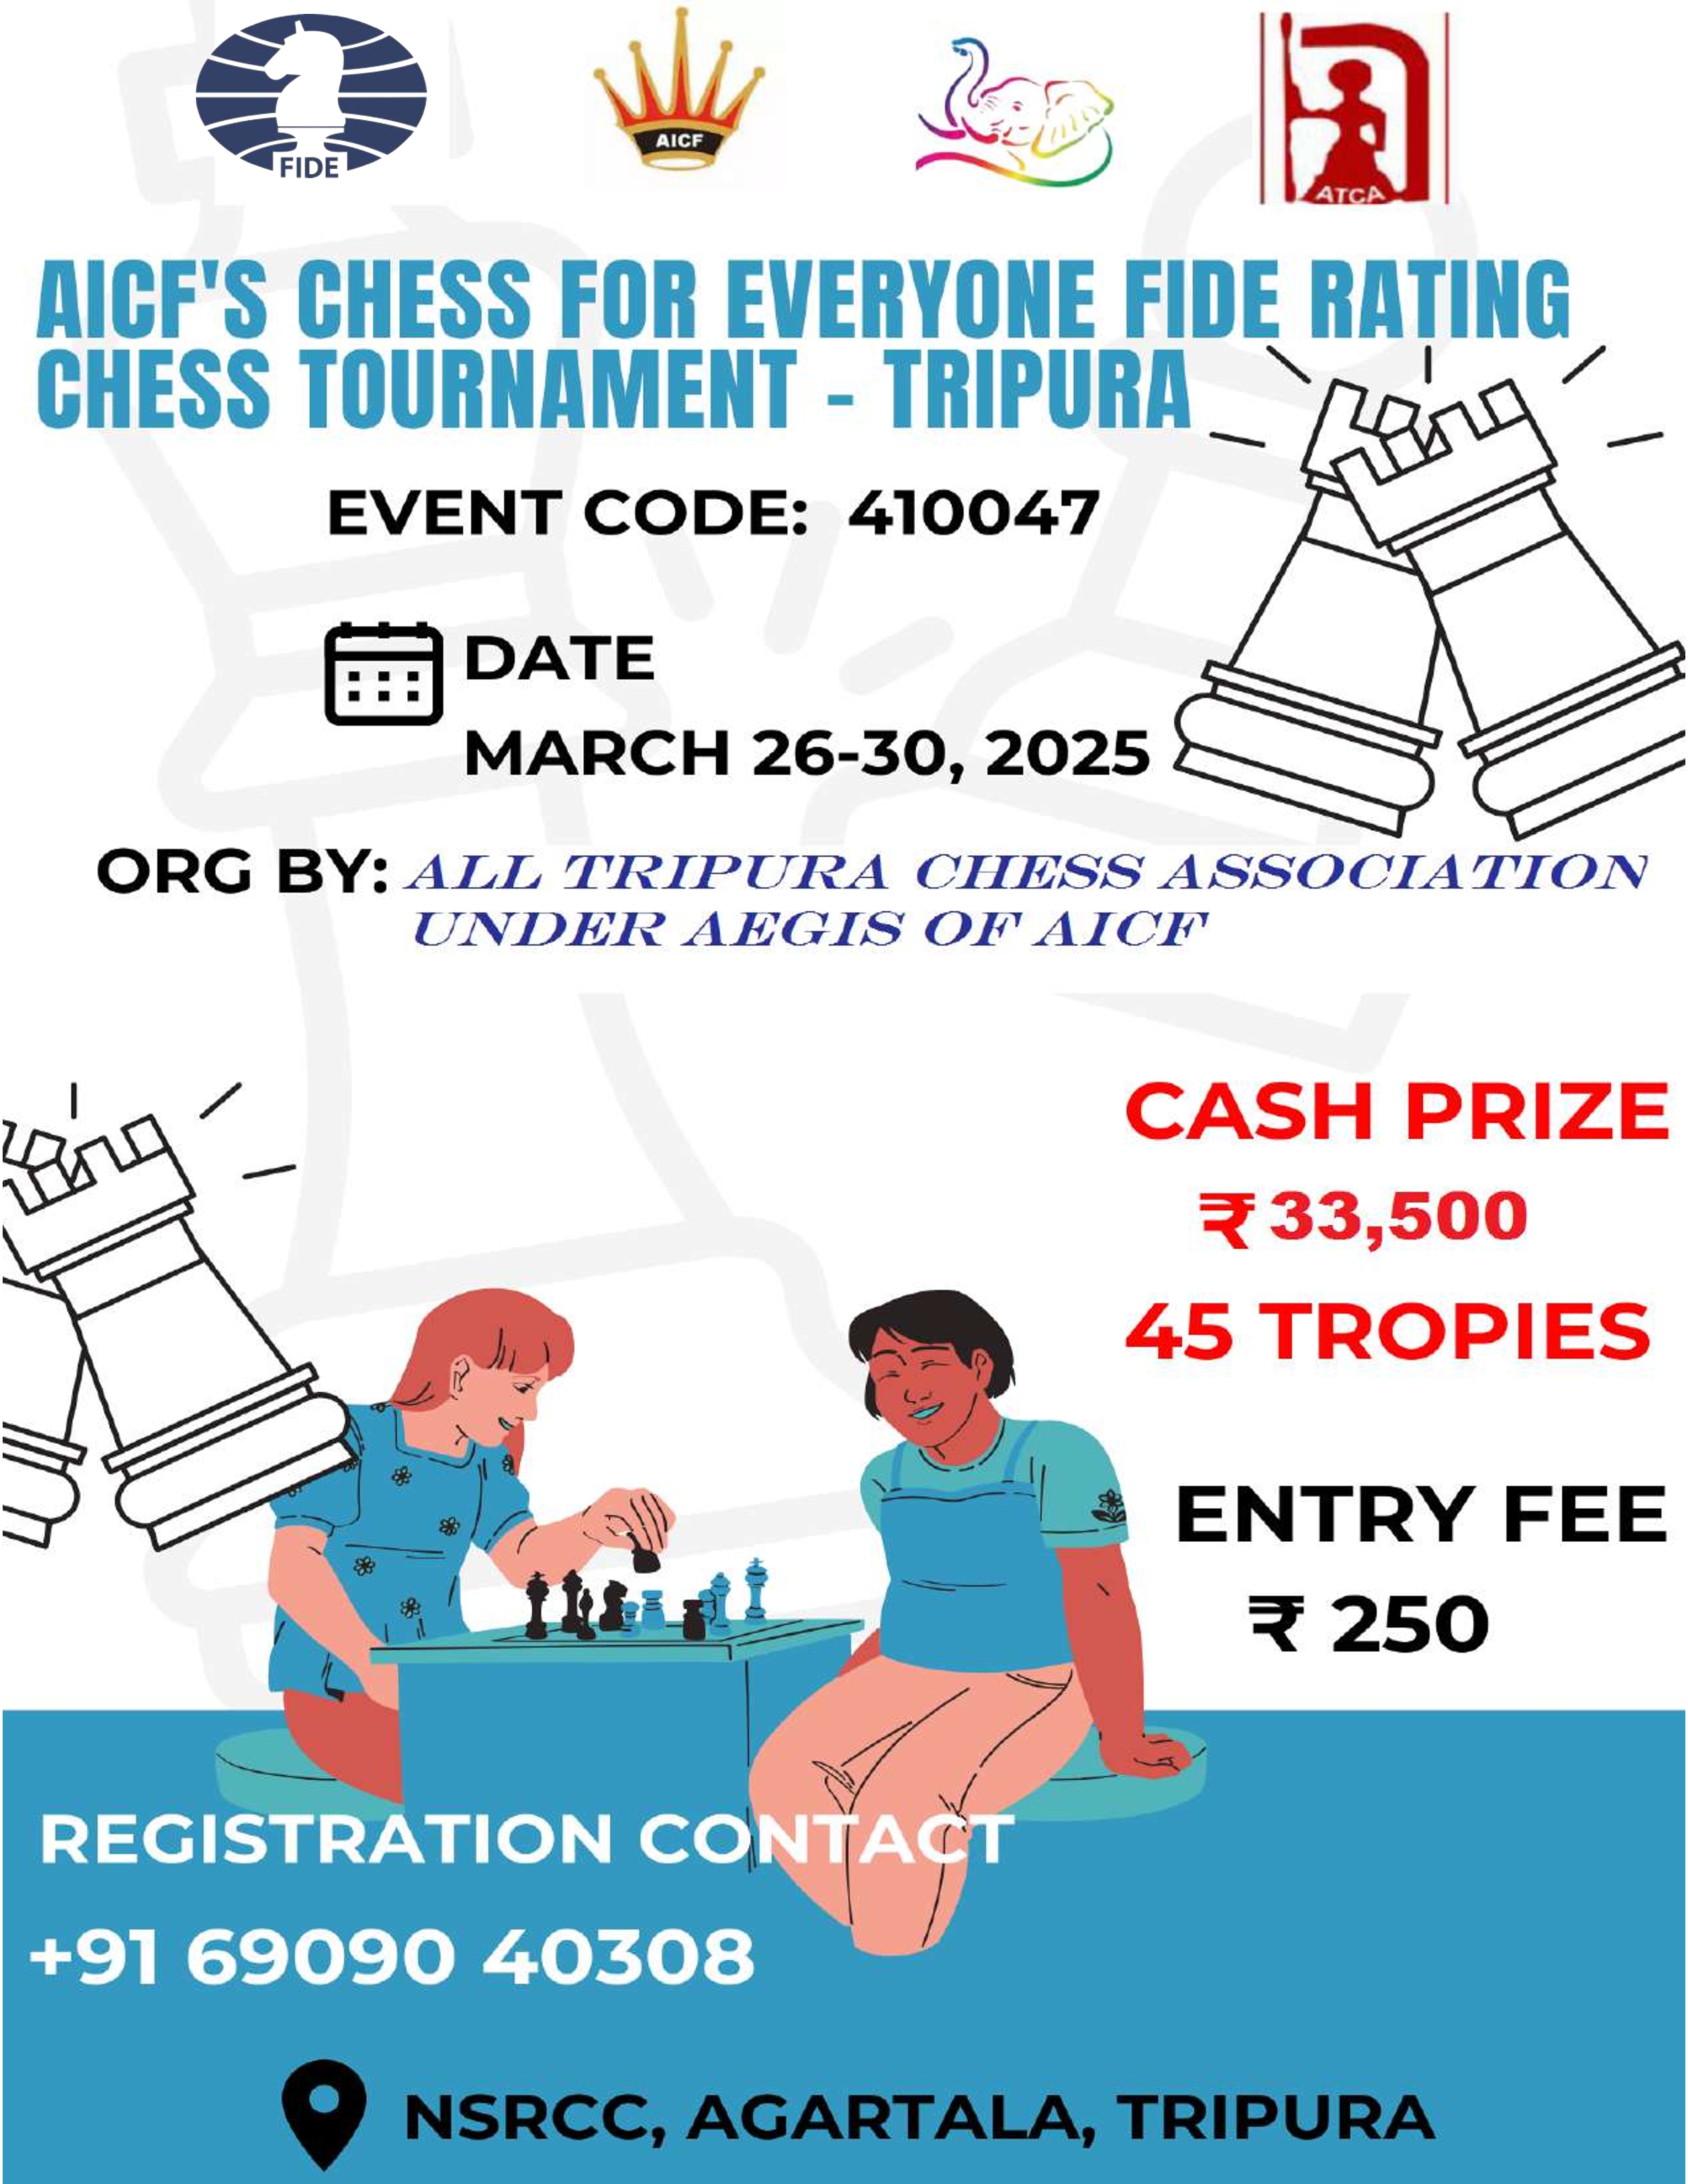 FIDE
AICF
ATCA
AICF'S CHESS FOR EVERYONE FIDE RATING
CHESS TOURNAMENT - TRIPURA
EVENT CODE: 410047
DATE
MARCH 26-30, 2025
ORG BY: ALL TRIPURA CHESS ASSOCIATION
UNDER AEGIS OF AICF
CASH PRIZE
₹ 33,500
45 TROPIES
ENTRY FEE
₹ 250
REGISTRATION CONTACT
+91 69090 40308
NSRCC, AGARTALA, TRIPURA